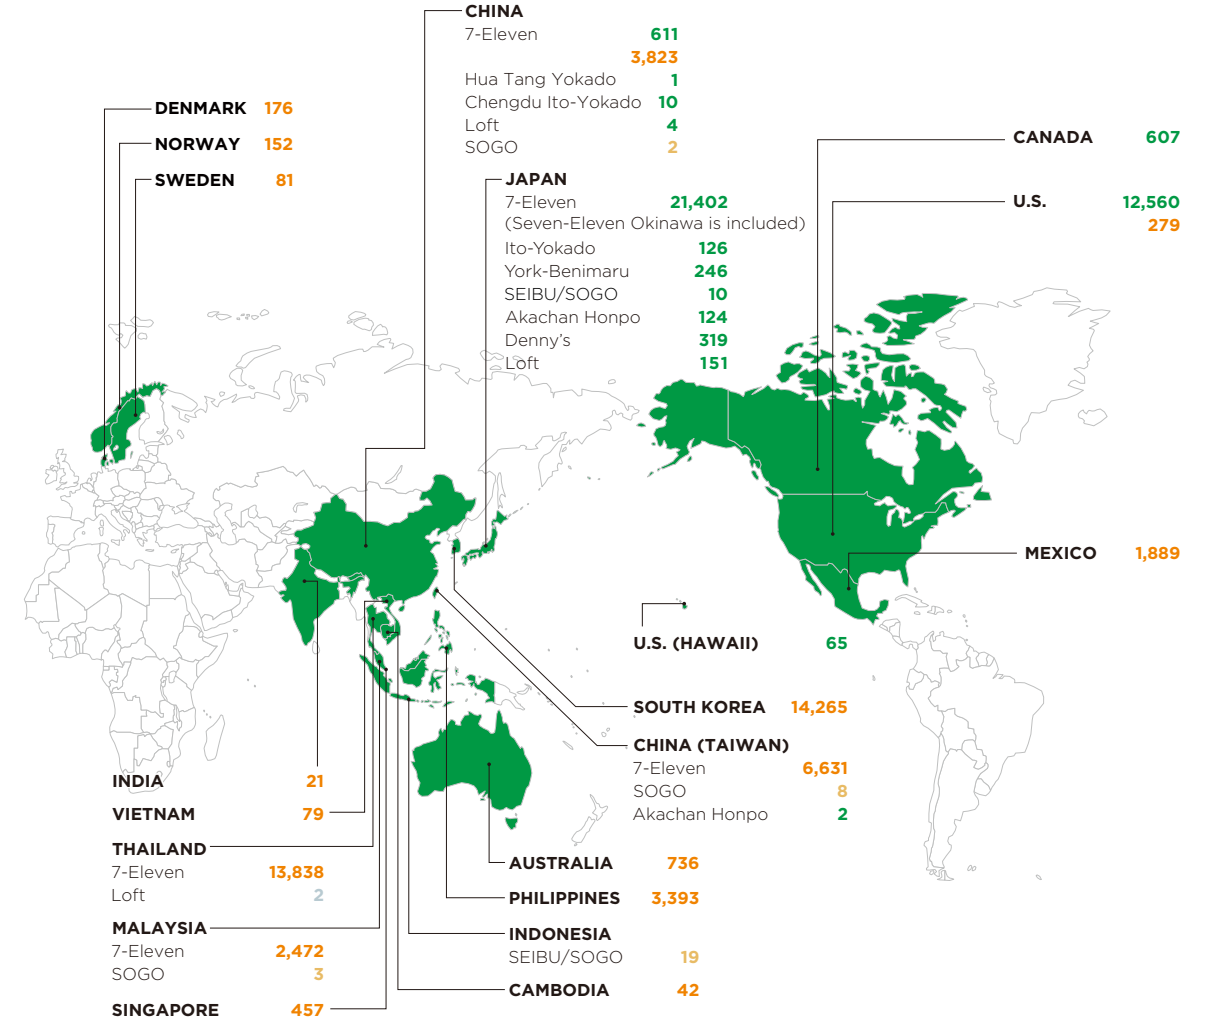 CHINA
7-Eleven 611
3,823
Hua Tang Yokado 1
Chengdu Ito-Yokado 10
Loft 4
SOGO 2
DENMARK 176
NORWAY 152
SWEDEN 81
JAPAN
7-Eleven 21,402
(Seven-Eleven Okinawa is included)
Ito-Yokado 126
York-Benimaru 246
SEIBU/SOGO 10
Akachan Honpo 124
Denny's 319
Loft 151
CANADA 607
U.S. 12,560
279
MEXICO 1,889
U.S. (HAWAII) 65
SOUTH KOREA 14,265
CHINA (TAIWAN)
7-Eleven 6,631
SOGO 8
Akachan Honpo 2
INDIA 21
VIETNAM 79
THAILAND
7-Eleven 13,838
Loft 2
MALAYSIA
7-Eleven 2,472
SOGO 3
SINGAPORE 457
AUSTRALIA 736
PHILIPPINES 3,393
INDONESIA
SEIBU/SOGO 19
CAMBODIA 42